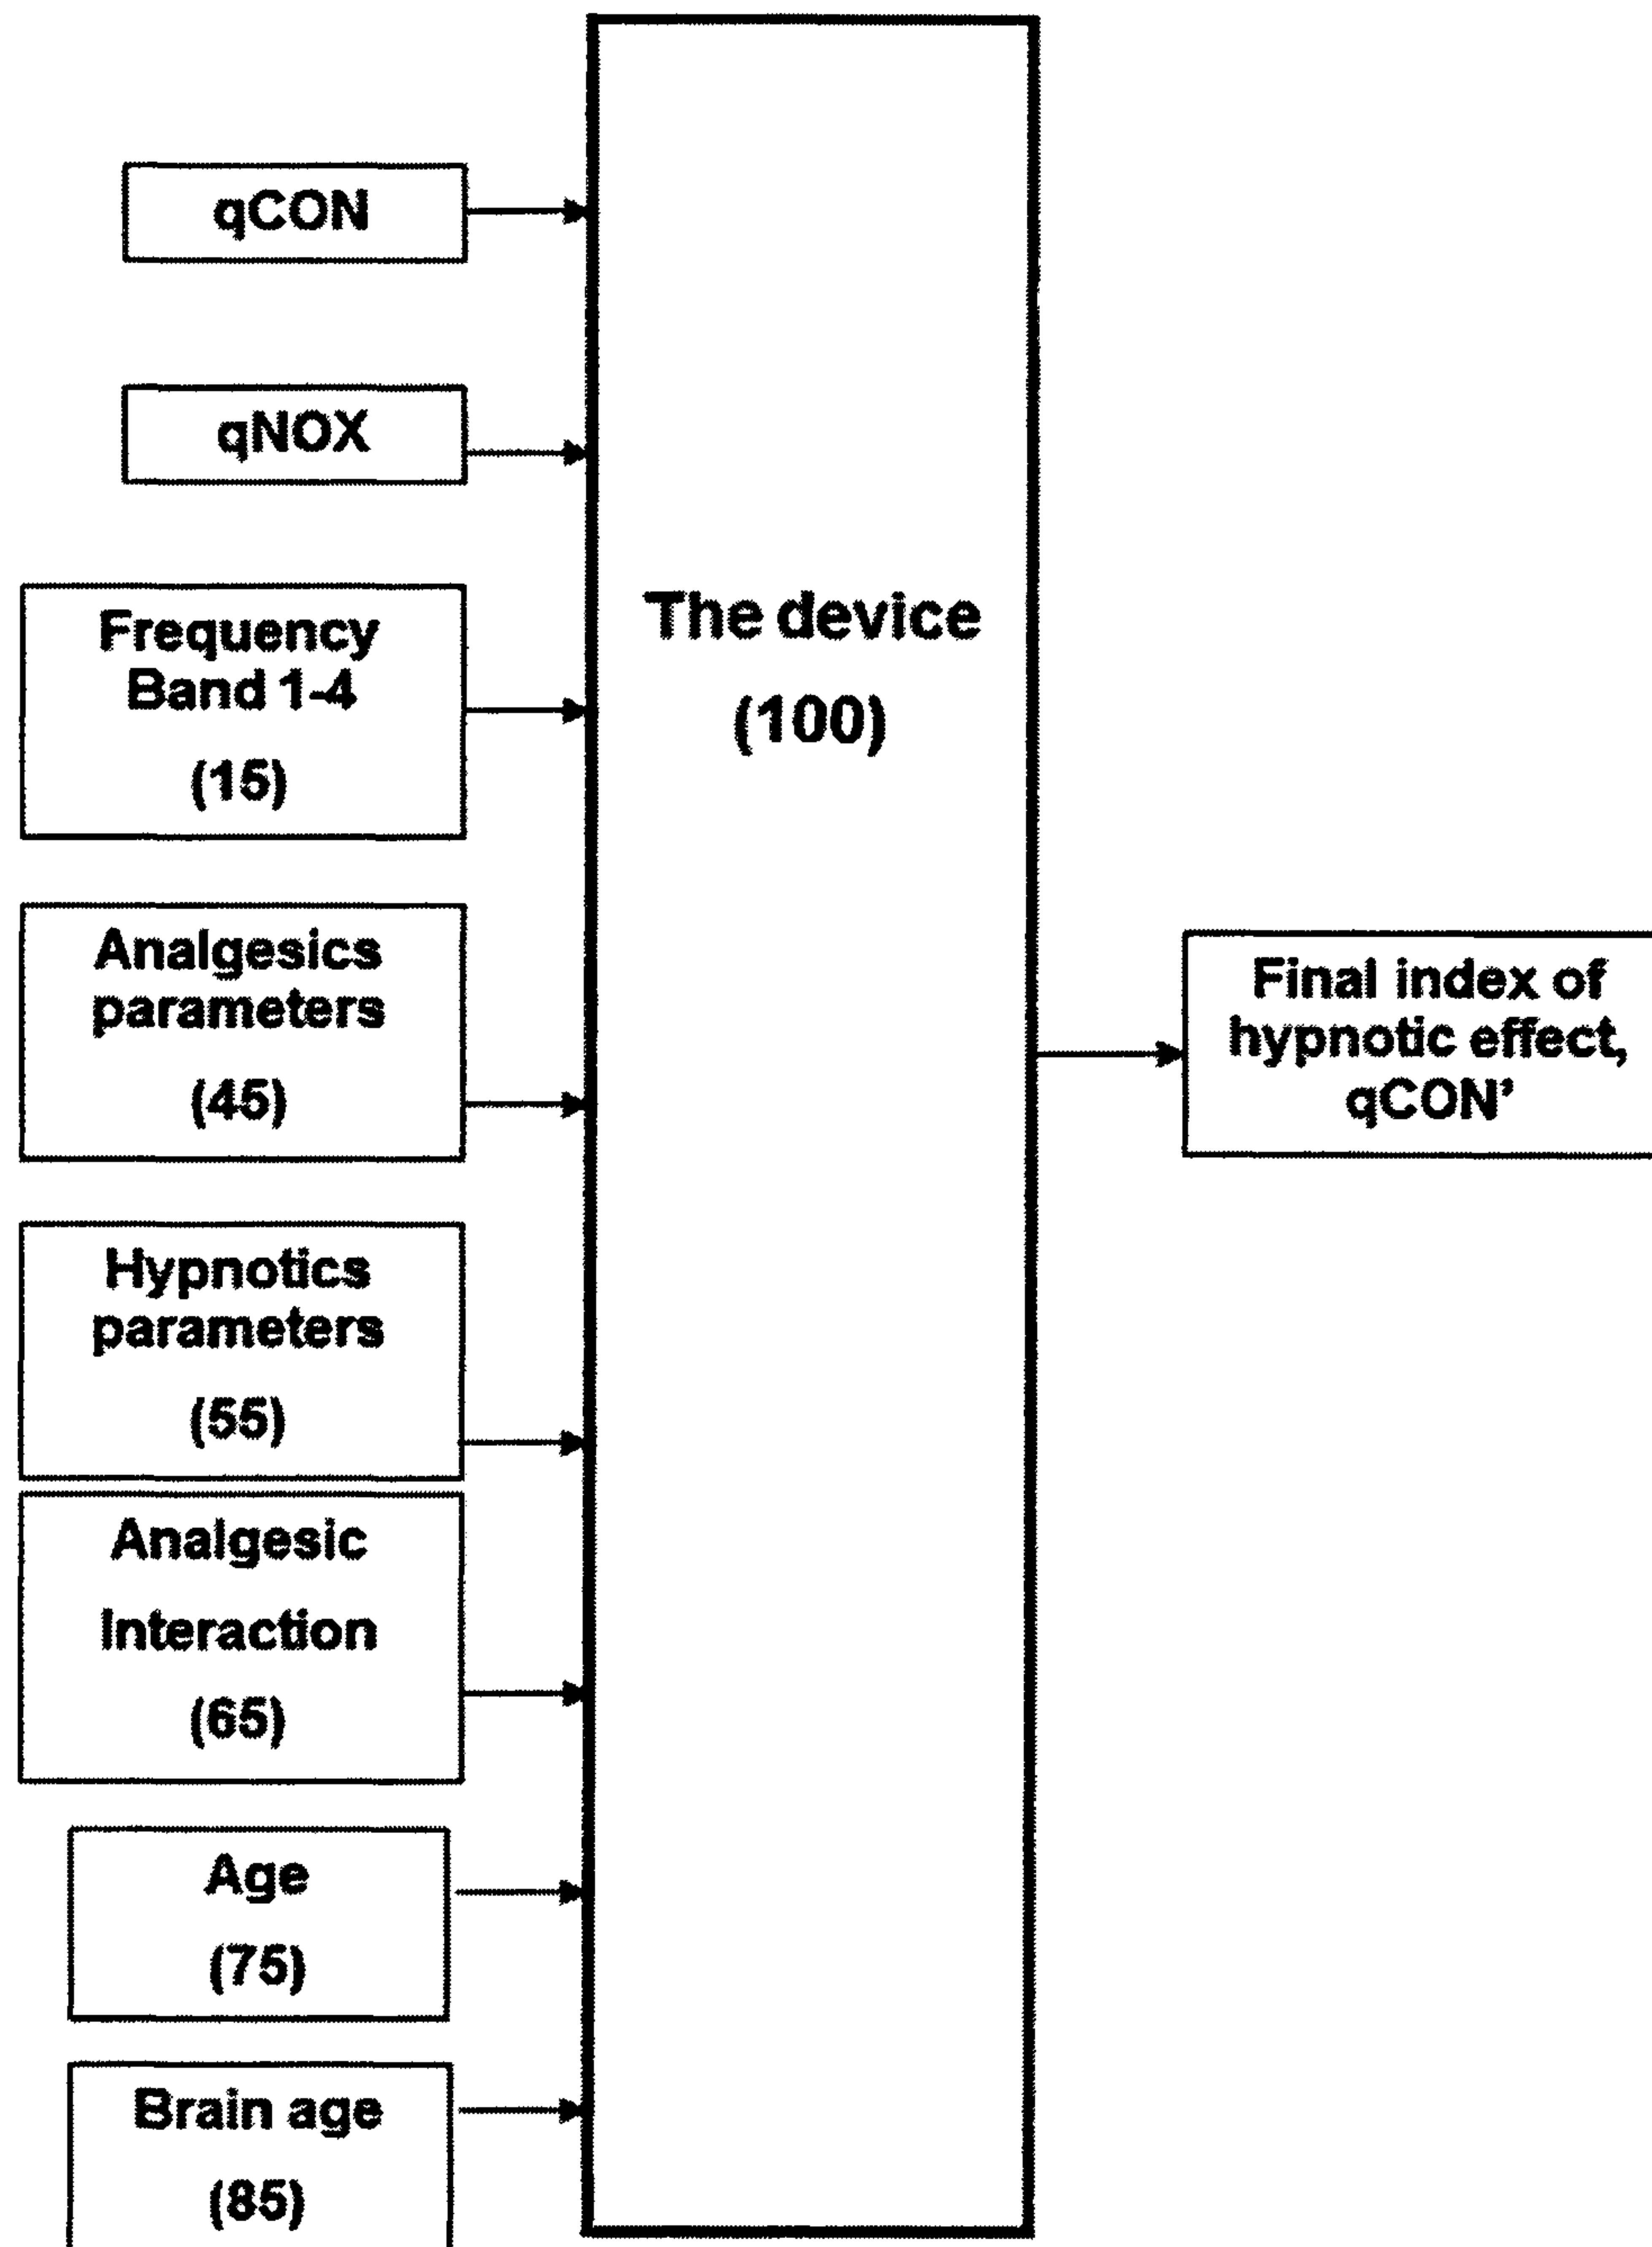 qCON
qNOX
Frequency
Band 1-4
(15)
Analgesics
parameters
(45)
Hypnotics
parameters
(55)
Analgesic
Interaction
(65)
Age
(75)
Brain age
(85)
The device
(100)
Final index of
hypnotic effect,
qCON’